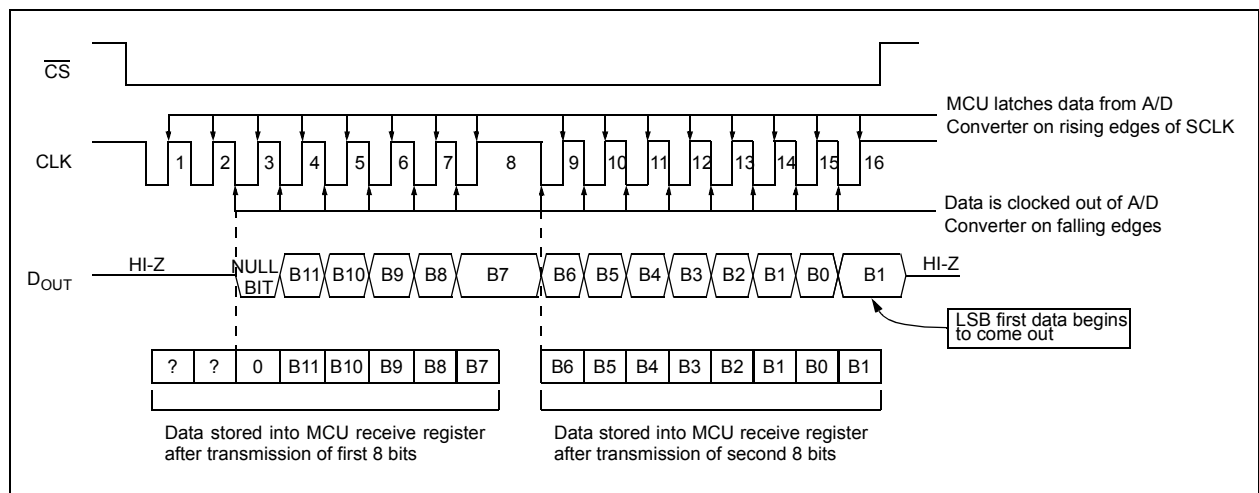 CS
MCU latches data from A/D
Converter on rising edges of SCLK
CLK 1 2 3 4 5 6 7 8 9 10 11 12 13 14 15 16
Data is clocked out of A/D
Converter on falling edges
DOUT HI-Z NULL BIT B11 B10 B9 B8 B7 B6 B5 B4 B3 B2 B1 B0 B1 HI-Z
LSB first data begins
to come out
? ? 0 B11 B10 B9 B8 B7 B6 B5 B4 B3 B2 B1 B0 B1
Data stored into MCU receive register
after transmission of first 8 bits
Data stored into MCU receive register
after transmission of second 8 bits